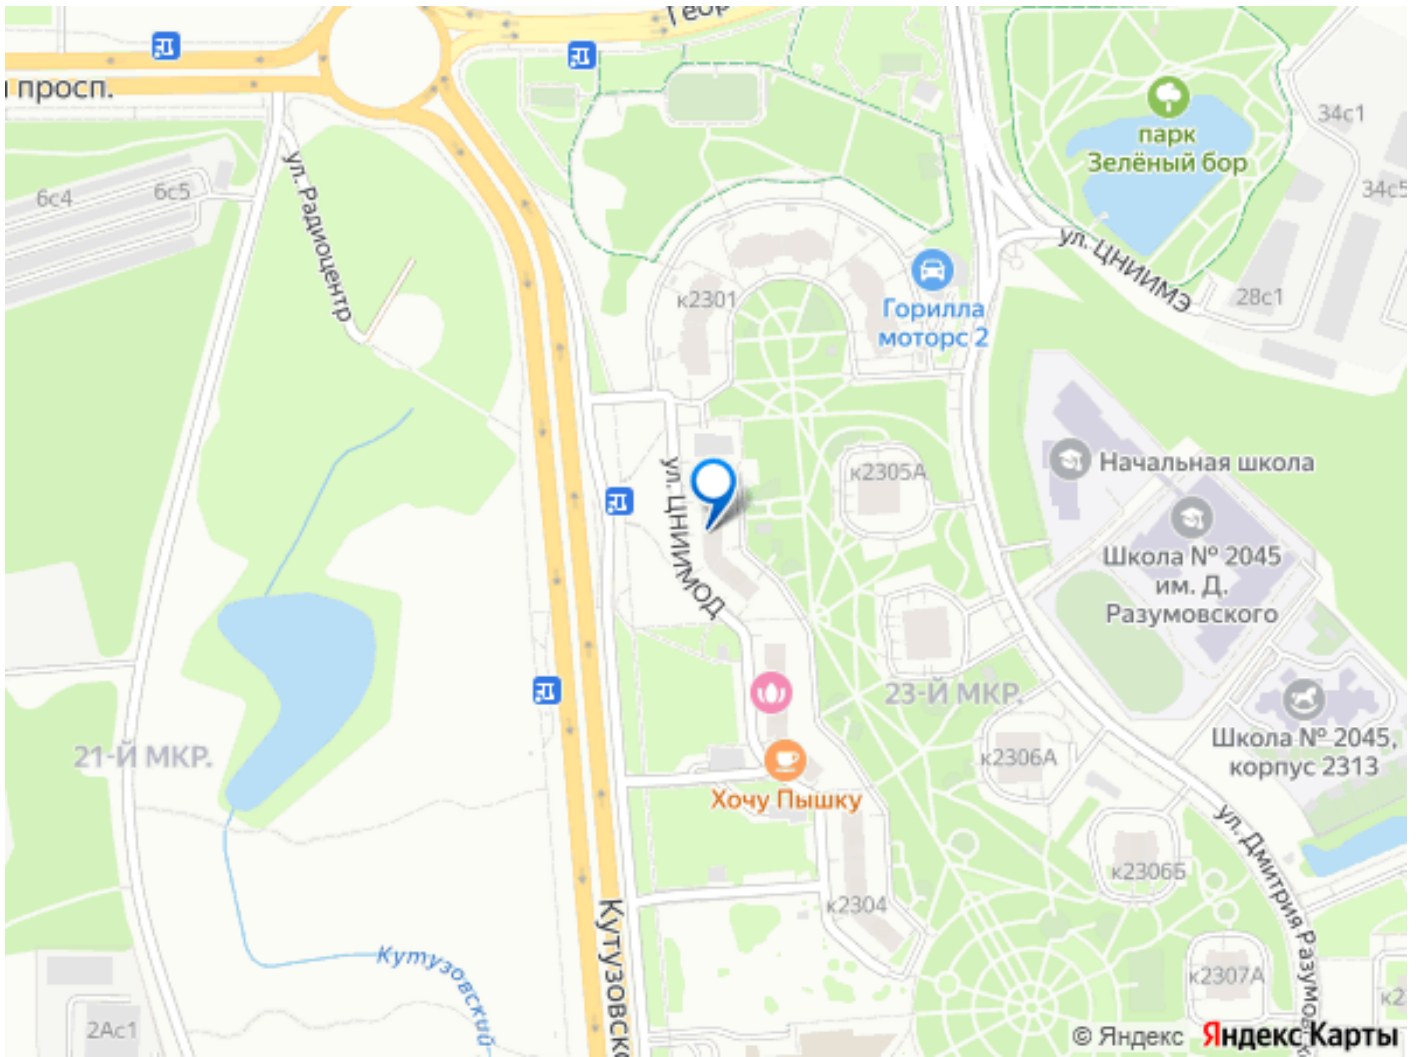 просп.
ул. Радиоцентр
6с4
6с5
парк
Зелёный бор
34с1
ул. ЦНИИМЭ
28с1
к2301
Горилла
моторс 2
к2305А
Начальная школа
ул. ЦНИИМОД
Школа № 2045
им. Д.
Разумовского
23-Й МКР.
21-Й МКР.
к2306А
Школа № 2045,
корпус 2313
Хочу Пышку
ул. Дмитрия Разумо
к2306Б
к2304
Кутузовско
Кутузовский
к2307А
2Ас1
© Яндекс Яндекс Карты